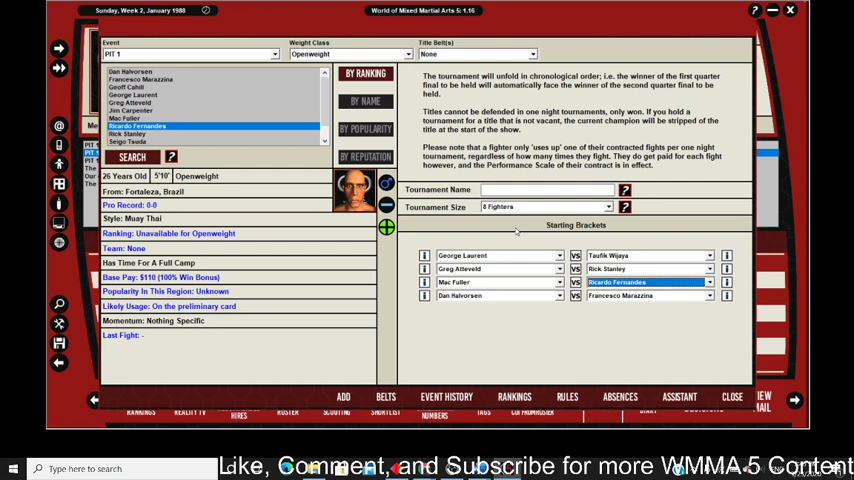 Sunday, Week 2, January 1988
World of Mixed Martial Arts 5: 1.16
Event
Weight Class
Title Belt(s)
PIT 1
Openweight
None
Dan Halvorsen
Francesco Marazzina
Geoff Cahill
George Laurent
Greg Atteveld
Jim Carpenter
Mac Fuller
Ricardo Fernandes
Rick Stanley
Seigo Tsuda
SEARCH
?
BY RANKING
BY NAME
BY POPULARITY
BY REPUTATION
26 Years Old
5'10'
Openweight
From: Fortaleza, Brazil
Pro Record: 0-0
Style: Muay Thai
Ranking: Unavailable for Openweight
Team: None
Has Time For A Full Camp
Base Pay: $110 (100% Win Bonus)
Popularity In This Region: Unknown
Likely Usage: On the preliminary card
Momentum: Nothing Specific
Last Fight: -
The tournament will unfold in chronological order; i.e. the winner of the first quarter
final to be held will automatically face the winner of the second quarter final to be
held.
Titles cannot be defended in one night tournaments, only won. If you hold a
tournament for a title that is not vacant, the current champion will be stripped of the
title at the start of the show.
Please note that a fighter only 'uses up' one of their contracted fights per one night
tournament, regardless of how many times they fight. They do get paid for each fight
however, and the Performance Scale of their contract is in effect.
Tournament Name
?
Tournament Size
8 Fighters
?
Starting Brackets
George Laurent VS Taufik Wijaya
Greg Atteveld VS Rick Stanley
Mac Fuller VS Ricardo Fernandes
Dan Halvorsen VS Francesco Marazzina
ADD
BELTS
EVENT HISTORY
RANKINGS
RULES
ABSENCES
ASSISTANT
CLOSE
RANKINGS
REALITY TV
HIRES
ROSTER
SCOUTING
SHORTLIST
NUMBERS
TAGS
Type here to search
Like, Comment, and Subscribe for more WMMA 5 Content